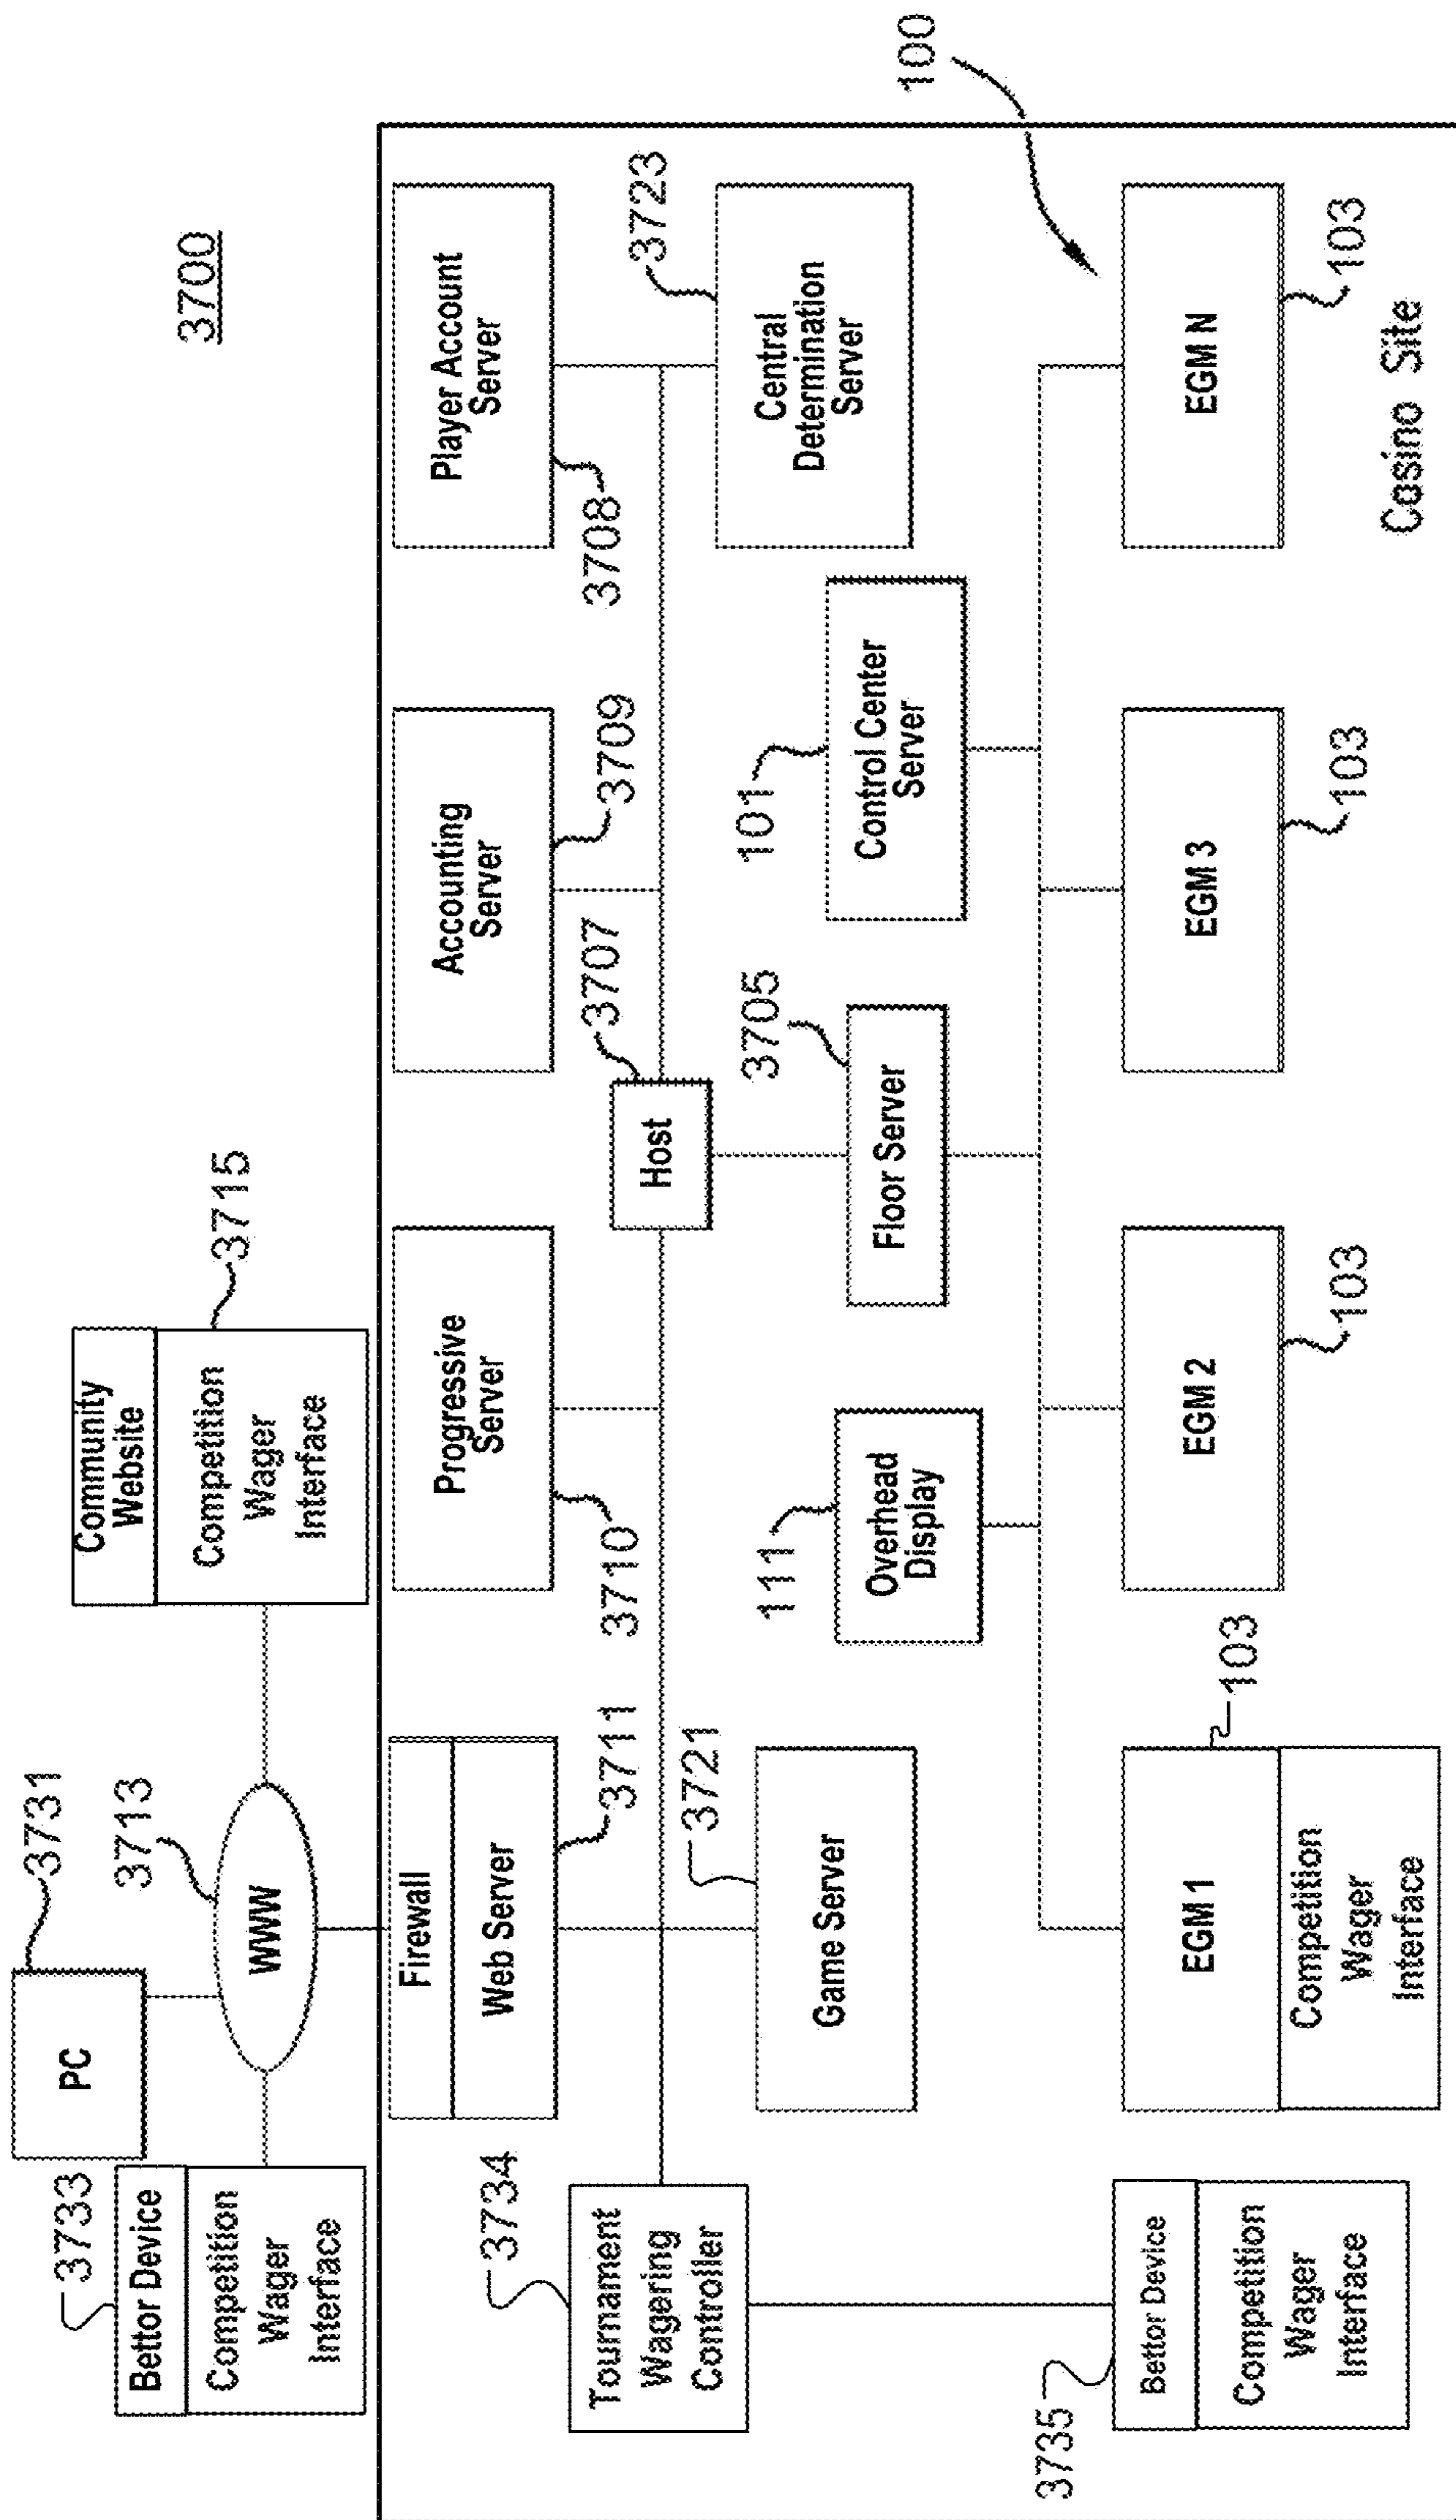 3700
3731
PC
3713
WWW
3733
Bettor Device
Competition
Wager
Interface
Community
Website
Competition
Wager
Interface
3715
Firewall
Web Server
3711
Progressive
Server
3710
Accounting
Server
3709
Player Account
Server
3708
3734
Tournament
Wagering
Controller
Host
3707
3721
Game Server
3723
Central
Determination
Server
111
Overhead
Display
3705
Floor Server
101
Control Center
Server
100
3735
Bettor Device
Competition
Wager
Interface
EGM 1
103
Competition
Wager
Interface
EGM 2
103
EGM 3
103
EGM N
103
Casino Site